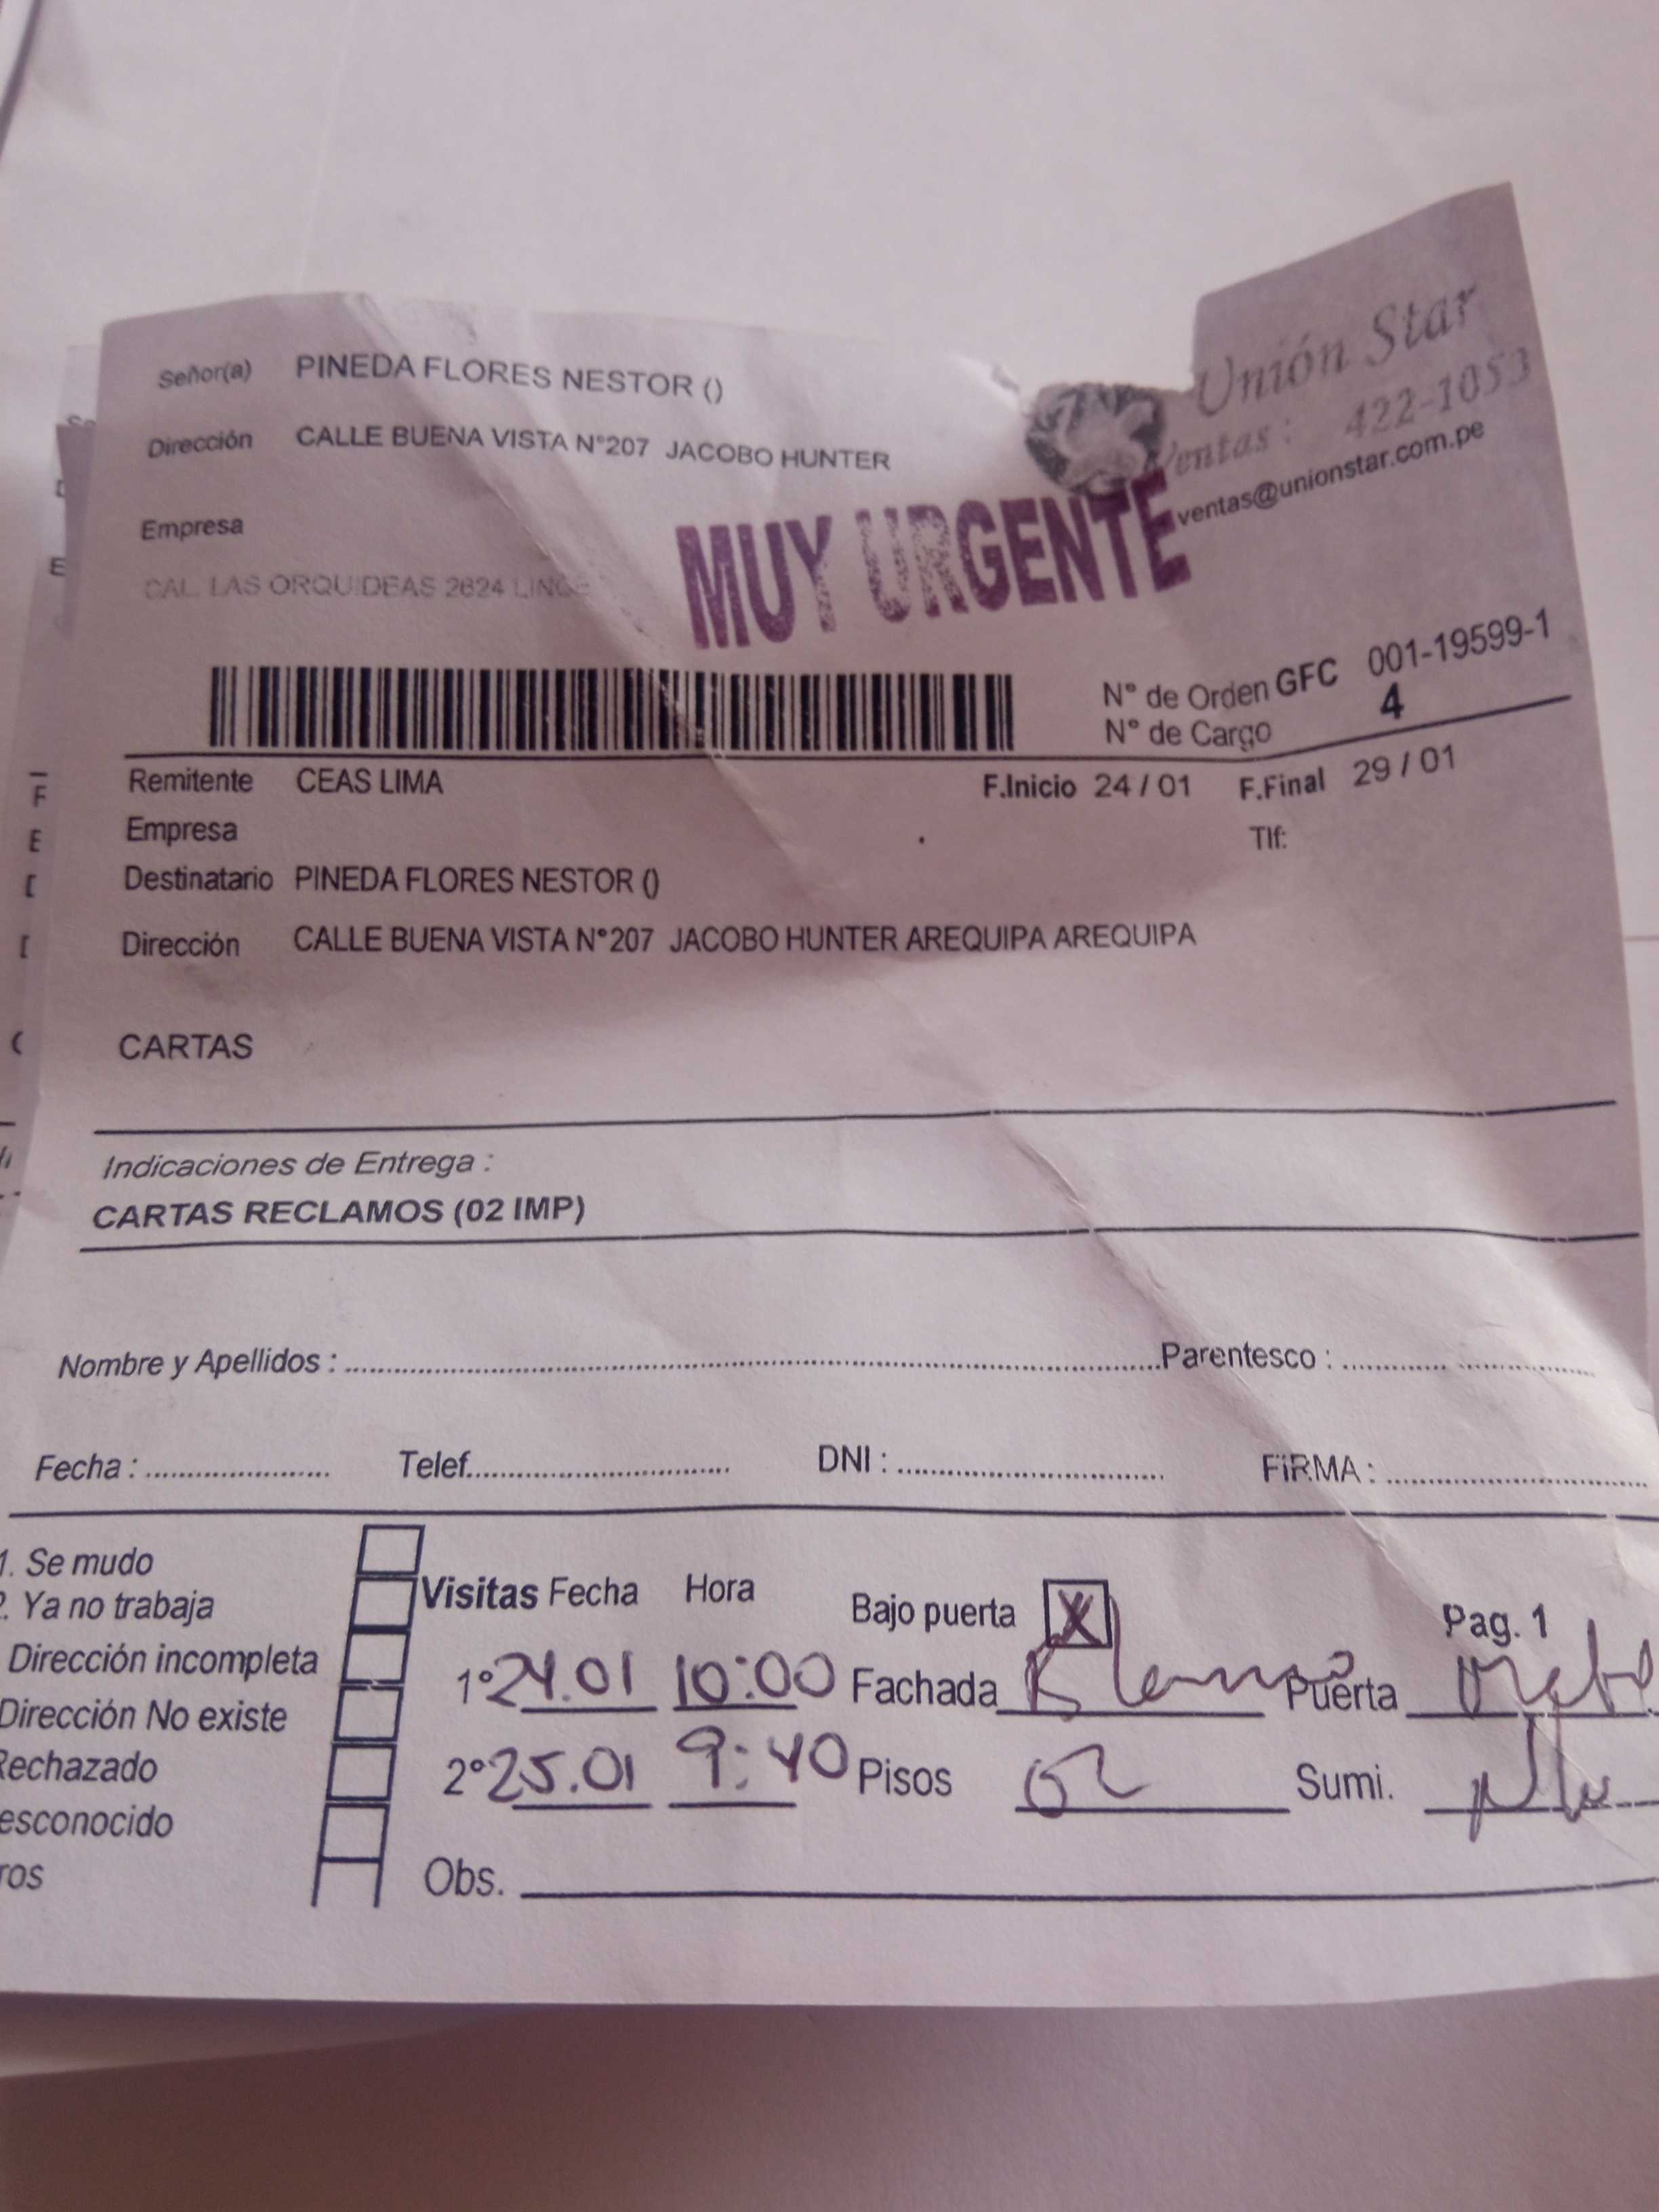 Unión Star
Ventas: 422-1053
ventas@unionstar.com.pe
Señor(a) PINEDA FLORES NESTOR ()
Dirección CALLE BUENA VISTA N°207 JACOBO HUNTER
Empresa
CAL. LAS ORQUIDEAS 2624 LINCE
MUY URGENTE
N° de Orden GFC 001-19599-1
N° de Cargo 4
Remitente CEAS LIMA F.Inicio 24 / 01 F.Final 29 / 01
Empresa Tlf:
Destinatario PINEDA FLORES NESTOR ()
Dirección CALLE BUENA VISTA N°207 JACOBO HUNTER AREQUIPA AREQUIPA
CARTAS
Indicaciones de Entrega :
CARTAS RECLAMOS (02 IMP)
Nombre y Apellidos : Parentesco :
Fecha : Telef. DNI : FIRMA :
1. Se mudo
2. Ya no trabaja
Dirección incompleta
Dirección No existe
Rechazado
esconocido
ros
Visitas Fecha Hora Bajo puerta X Pag. 1
1° 24.01 10:00 Fachada Puerta
2° 25.01 9:40 Pisos 02 Sumi.
Obs.